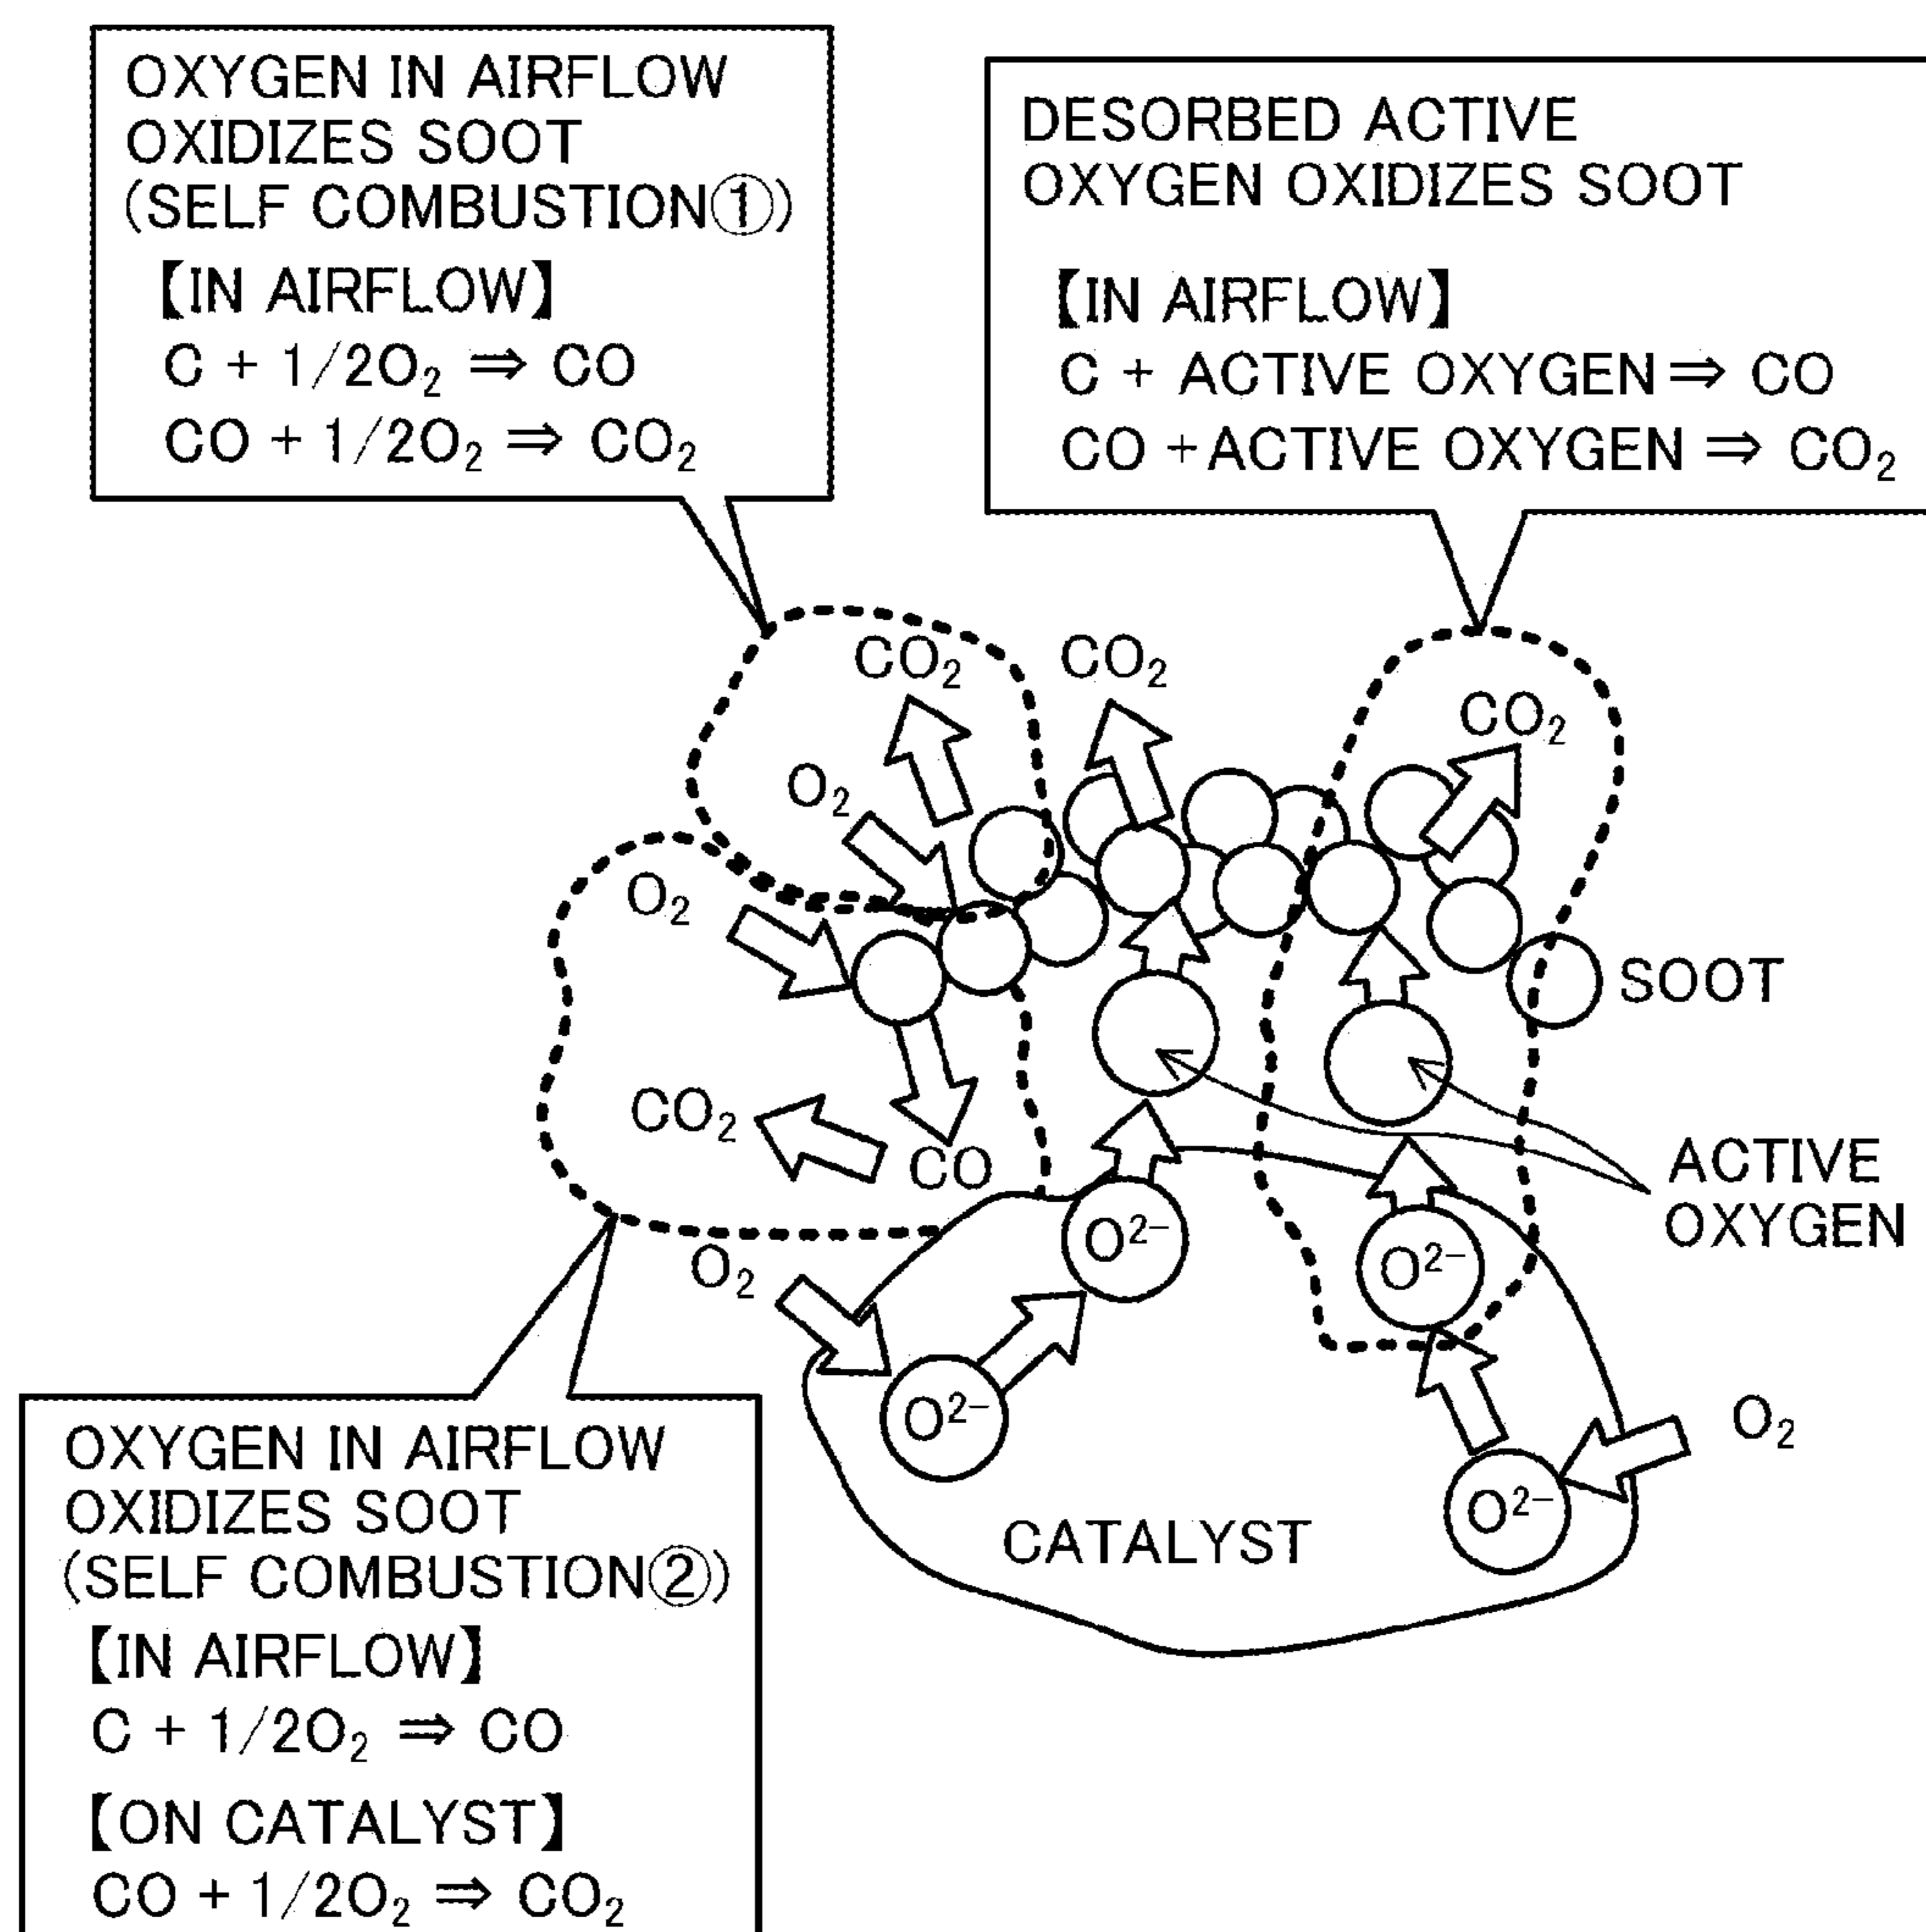 OXYGEN IN AIRFLOW
OXIDIZES SOOT
(SELF COMBUSTION①)
【IN AIRFLOW】
C + 1/2O₂ ⇒ CO
CO + 1/2O₂ ⇒ CO₂
DESORBED ACTIVE
OXYGEN OXIDIZES SOOT
【IN AIRFLOW】
C + ACTIVE OXYGEN⇒ CO
CO +ACTIVE OXYGEN ⇒ CO₂
CO₂
CO₂
CO₂
O₂
O₂
SOOT
CO₂
CO
ACTIVE
OXYGEN
O²⁻
O²⁻
O₂
O²⁻
O₂
O²⁻
CATALYST
OXYGEN IN AIRFLOW
OXIDIZES SOOT
(SELF COMBUSTION②)
【IN AIRFLOW】
C + 1/2O₂ ⇒ CO
【ON CATALYST】
CO + 1/2O₂ ⇒ CO₂